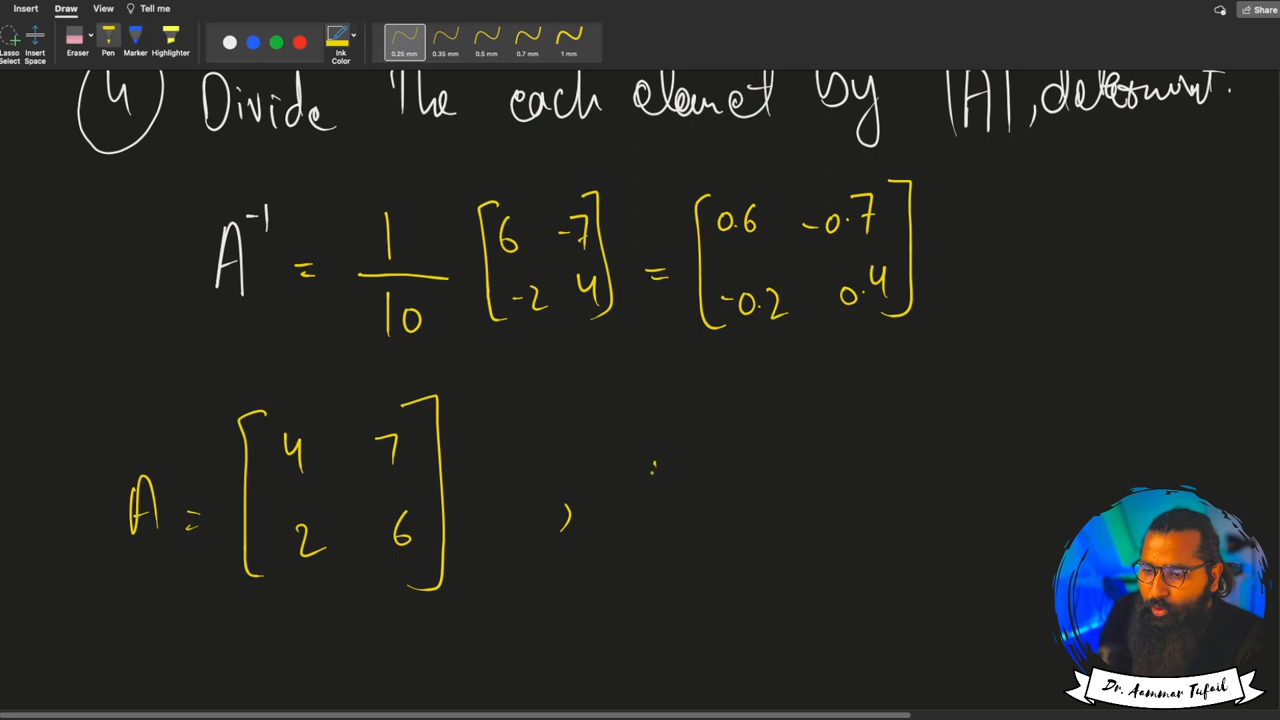 Insert Draw View Tell me
Share
Lasso Select Insert Space Eraser Pen Marker Highlighter Ink Color 0.25 mm 0.35 mm 0.5 mm 0.7 mm 1 mm
4 Divide The each elemet by |A|,
A⁻¹ = 1/10 [6 -7; -2 4] = [0.6 -0.7; -0.2 0.4]
A = [4 7; 2 6] ,
Dr. Aammar Tufail